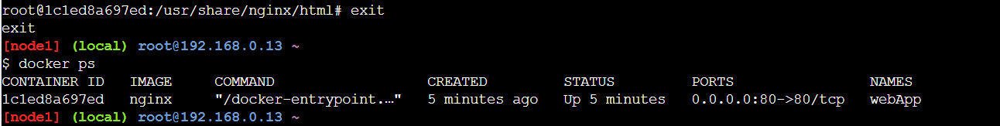 root@1c1ed8a697ed:/usr/share/nginx/html# exit
exit
[node1] (local) root@192.168.0.13 ~
$ docker ps
CONTAINER ID   IMAGE     COMMAND                  CREATED         STATUS         PORTS                NAMES
1c1ed8a697ed   nginx     "/docker-entrypoint.…"   5 minutes ago   Up 5 minutes   0.0.0.0:80->80/tcp   webApp
[node1] (local) root@192.168.0.13 ~